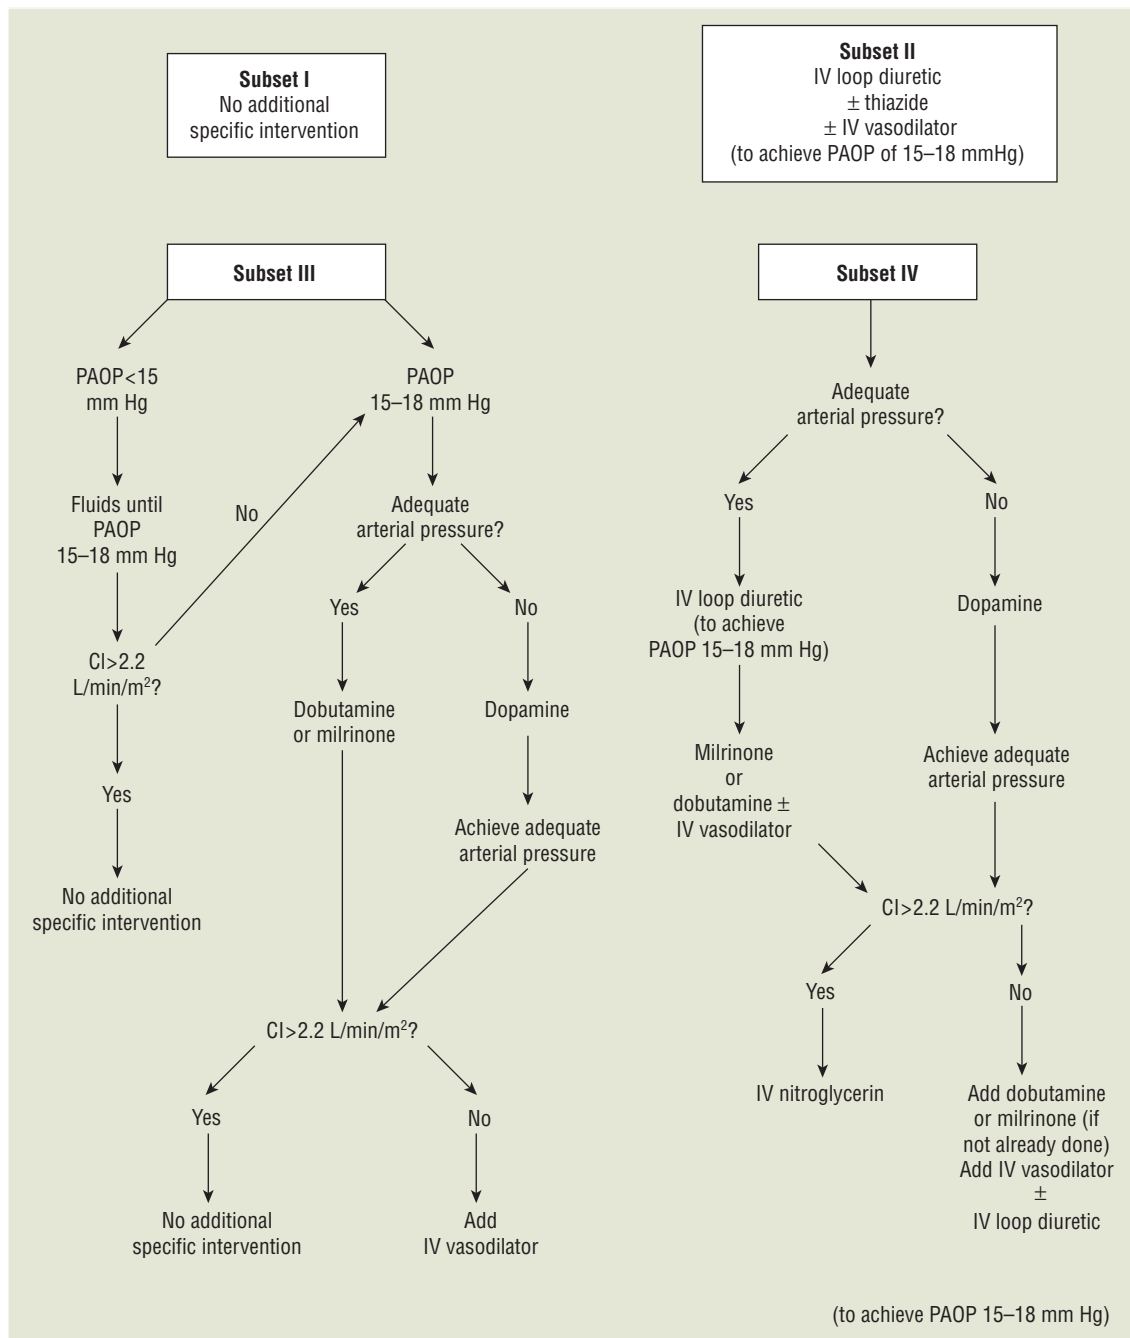 Subset I
No additional
specific intervention
Subset II
IV loop diuretic
± thiazide
± IV vasodilator
(to achieve PAOP of 15–18 mmHg)
Subset III
PAOP<15
mm Hg
Fluids until
PAOP
15–18 mm Hg
CI>2.2
L/min/m²?
No
Yes
No additional
specific intervention
PAOP
15–18 mm Hg
Adequate
arterial pressure?
Yes
Dobutamine
or milrinone
No
Dopamine
Achieve adequate
arterial pressure
CI>2.2 L/min/m²?
Yes
No additional
specific intervention
No
Add
IV vasodilator
Subset IV
Adequate
arterial pressure?
Yes
IV loop diuretic
(to achieve
PAOP 15–18 mm Hg)
Milrinone
or
dobutamine ±
IV vasodilator
No
Dopamine
Achieve adequate
arterial pressure
CI>2.2 L/min/m²?
Yes
IV nitroglycerin
No
Add dobutamine
or milrinone (if
not already done)
Add IV vasodilator
±
IV loop diuretic
(to achieve PAOP 15–18 mm Hg)